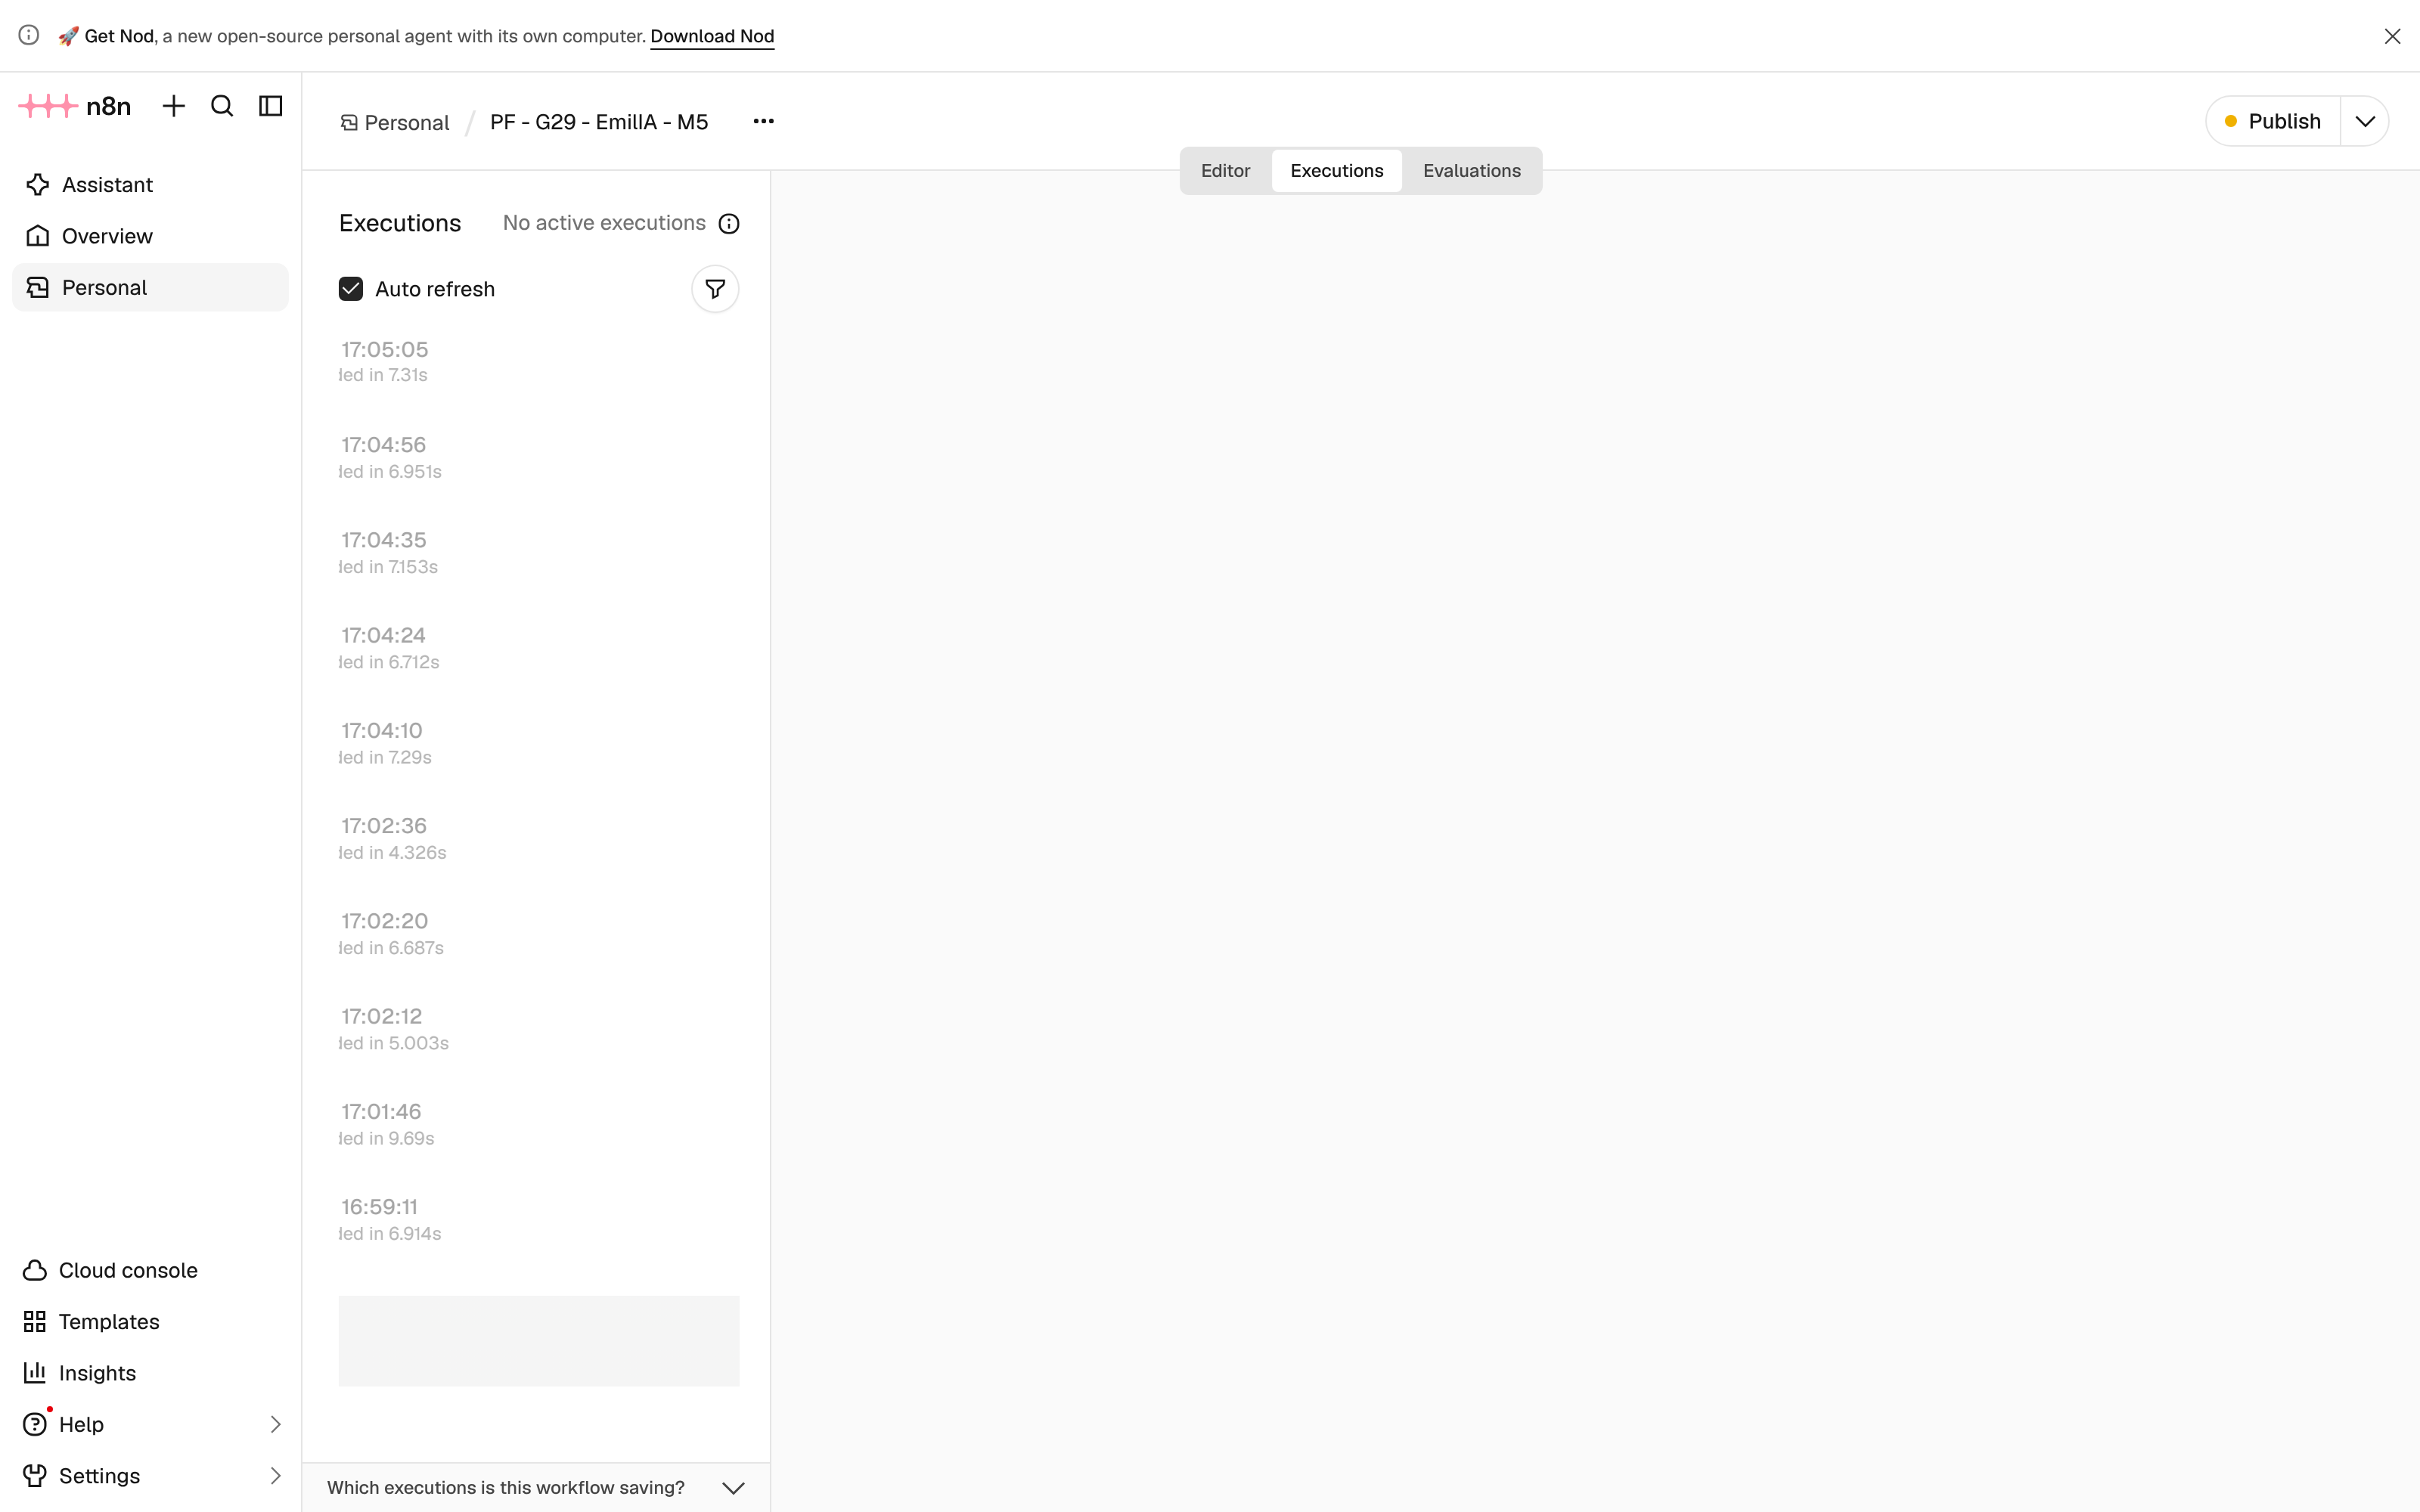 🚀 Get Nod, a new open-source personal agent with its own computer. Download Nod
n8n
Assistant
Overview
Personal
Cloud console
Templates
Insights
Help
Settings
Personal / PF - G29 - EmilIA - M5
Publish
Editor Executions Evaluations
Executions No active executions
Auto refresh
17:05:05
in 7.31s
17:04:56
in 6.951s
17:04:35
in 7.153s
17:04:24
in 6.712s
17:04:10
in 7.29s
17:02:36
in 4.326s
17:02:20
in 6.687s
17:02:12
in 5.003s
17:01:46
in 9.69s
16:59:11
in 6.914s
Which executions is this workflow saving?